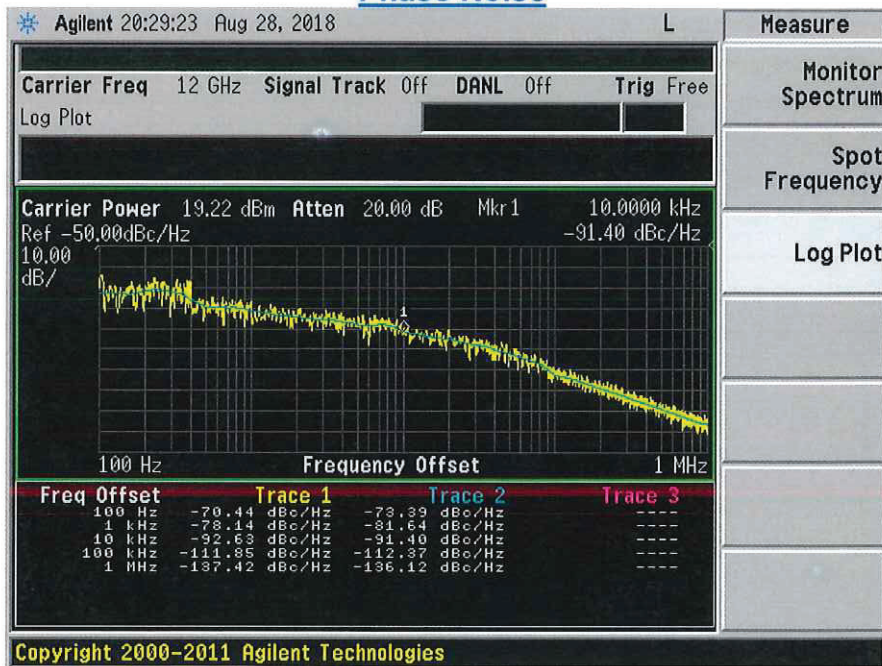 Agilent 20:29:23 Aug 28, 2018 L
Measure
Carrier Freq 12 GHz Signal Track Off DANL Off Trig Free
Log Plot
Carrier Power 19.22 dBm Atten 20.00 dB Mkr1 10.0000 kHz
Ref -50.00dBc/Hz -91.40 dBc/Hz
10.00
dB/
1
100 Hz Frequency Offset 1 MHz
Freq Offset Trace 1 Trace 2 Trace 3
100 Hz -70.44 dBc/Hz -73.39 dBc/Hz ----
1 kHz -78.14 dBc/Hz -81.64 dBc/Hz ----
10 kHz -92.63 dBc/Hz -91.40 dBc/Hz ----
100 kHz -111.85 dBc/Hz -112.37 dBc/Hz ----
1 MHz -137.42 dBc/Hz -136.12 dBc/Hz ----
Monitor
Spectrum
Spot
Frequency
Log Plot
Copyright 2000-2011 Agilent Technologies